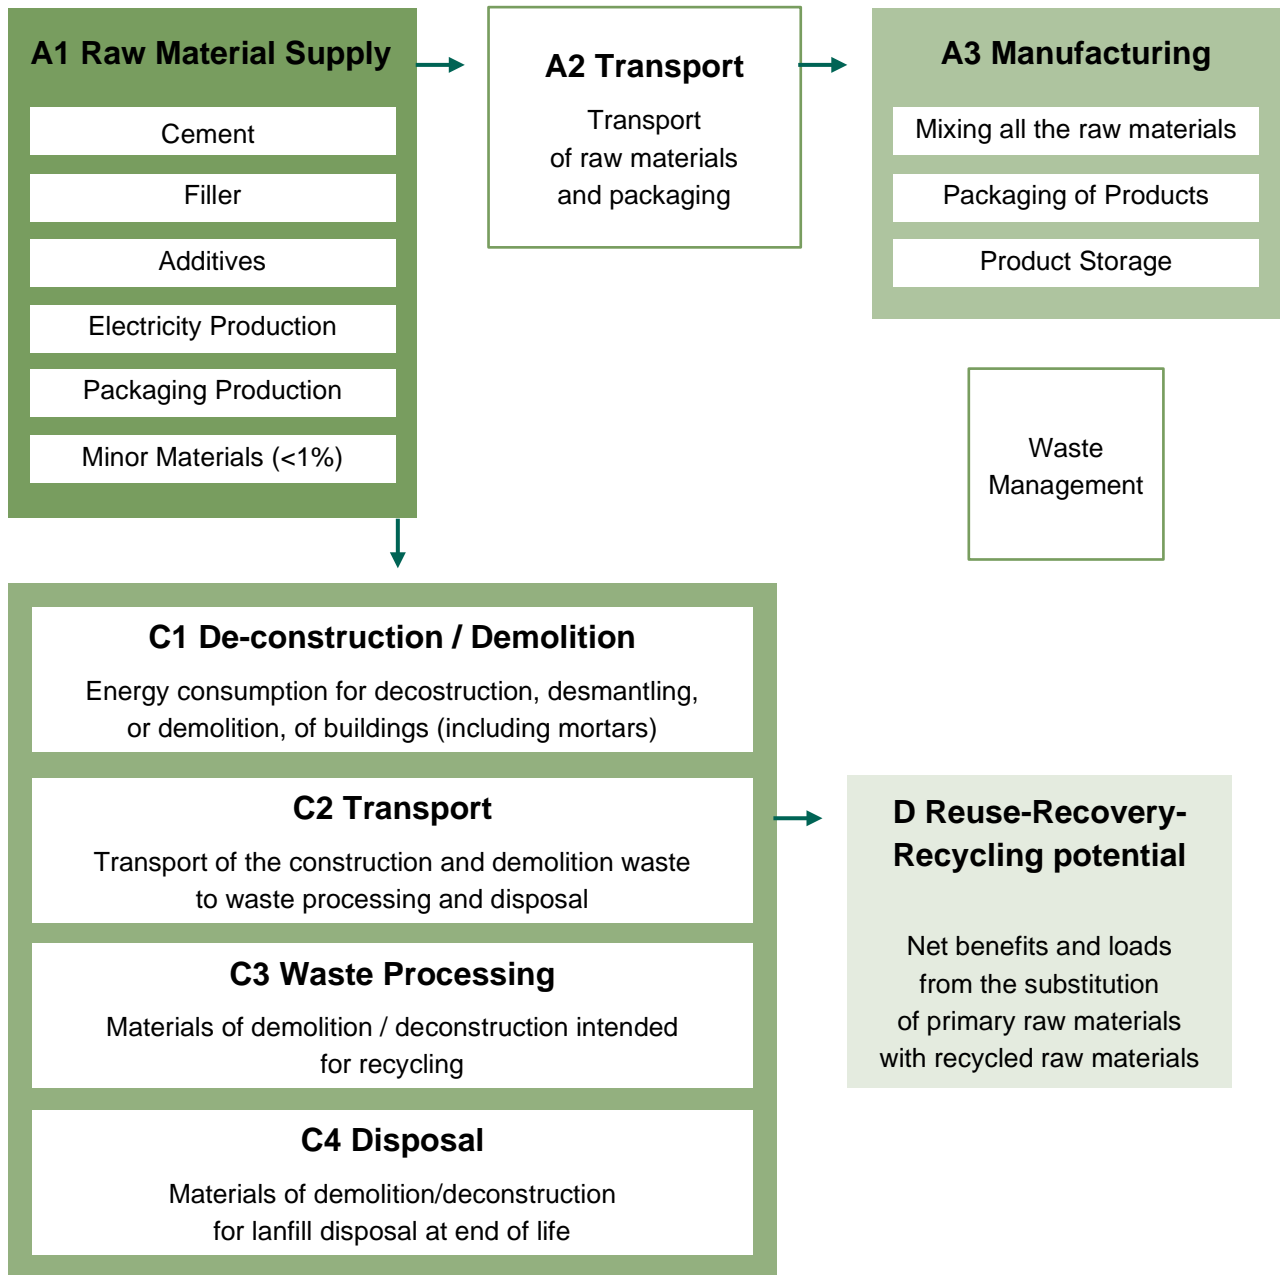 A1 Raw Material Supply
Cement
Filler
Additives
Electricity Production
Packaging Production
Minor Materials (<1%)
A2 Transport
Transport
of raw materials
and packaging
A3 Manufacturing
Mixing all the raw materials
Packaging of Products
Product Storage
Waste
Management
C1 De-construction / Demolition
Energy consumption for decostruction, desmantling,
or demolition, of buildings (including mortars)
C2 Transport
Transport of the construction and demolition waste
to waste processing and disposal
C3 Waste Processing
Materials of demolition / deconstruction intended
for recycling
C4 Disposal
Materials of demolition/deconstruction
for lanfill disposal at end of life
D Reuse-Recovery-
Recycling potential
Net benefits and loads
from the substitution
of primary raw materials
with recycled raw materials